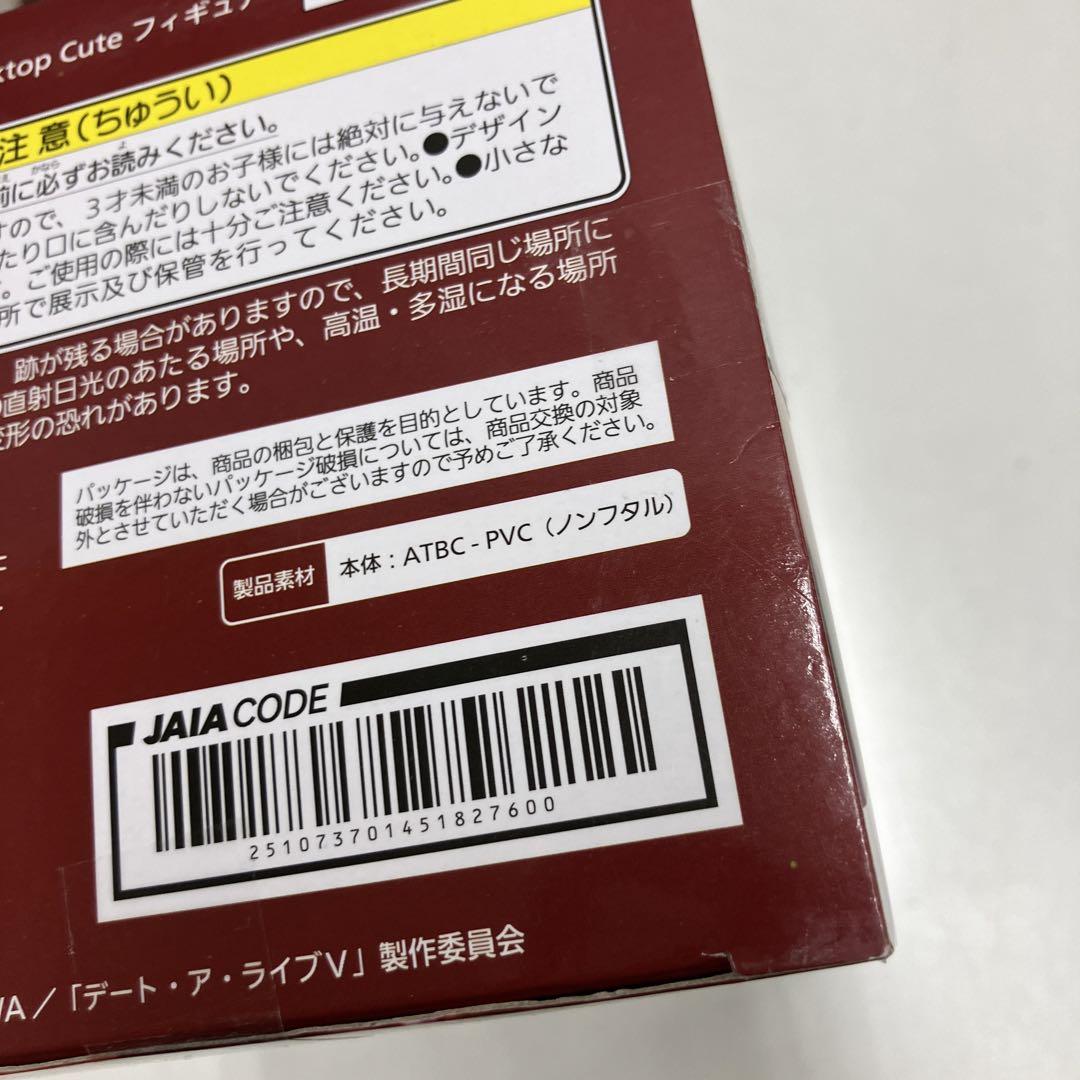 top Cute フィギュア
注意(ちゅうい)
前に必ずお読みください。
すので、3才未満のお子様には絶対に与えないで
たり口に含んだりしないでください。●デザイン
。ご使用の際には十分ご注意ください。●小さな
所で展示及び保管を行ってください。
跡が残る場合がありますので、長期間同じ場所に
直射日光のあたる場所や、高温・多湿になる場所
変形の恐れがあります。
パッケージは、商品の梱包と保護を目的としています。商品
破損を伴わないパッケージ破損については、商品交換の対象
外とさせていただく場合がございますので予めご了承ください。
製品素材 本体：ATBC-PVC（ノンフタル）
JAIA CODE
251073701451827600
/「デート・ア・ライブV」製作委員会